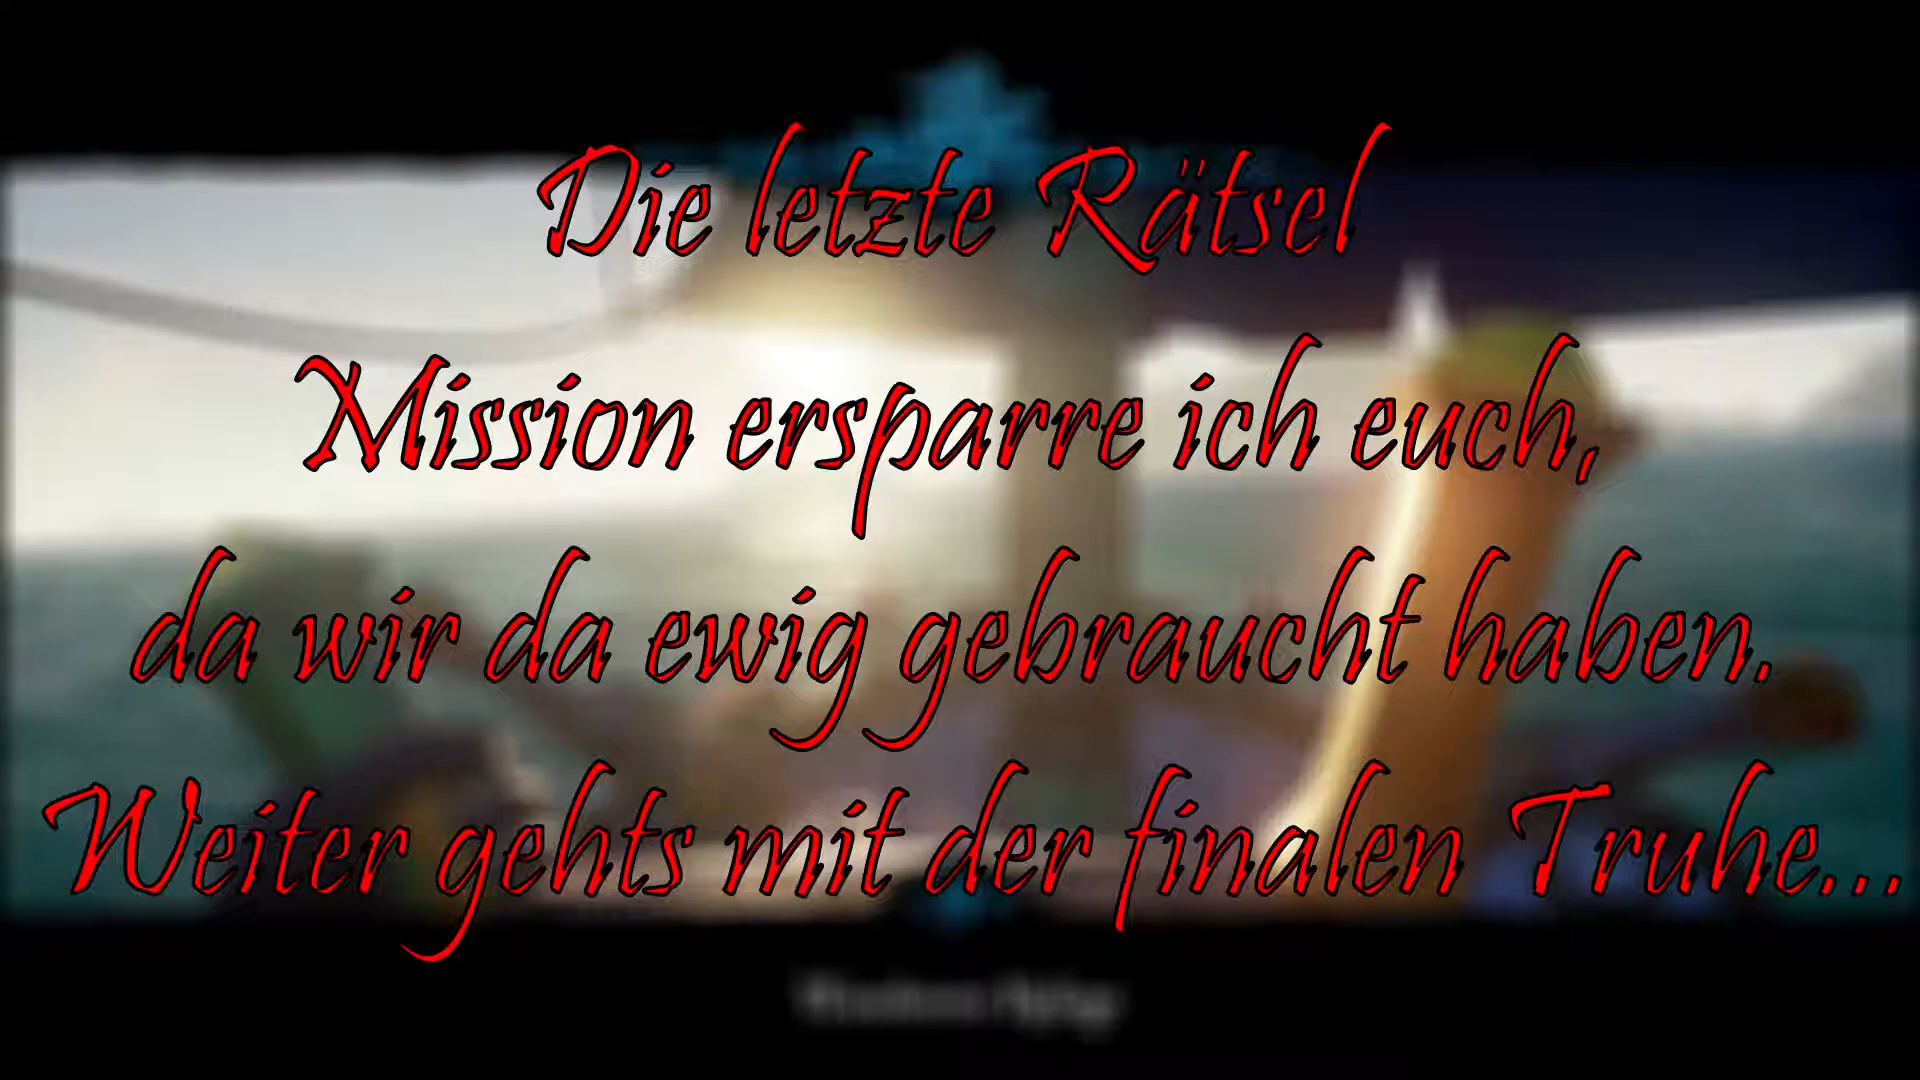 Die letzte Rätsel
Mission ersparre ich euch,
da wir da ewig gebraucht haben.
Weiter gehts mit der finalen Truhe...